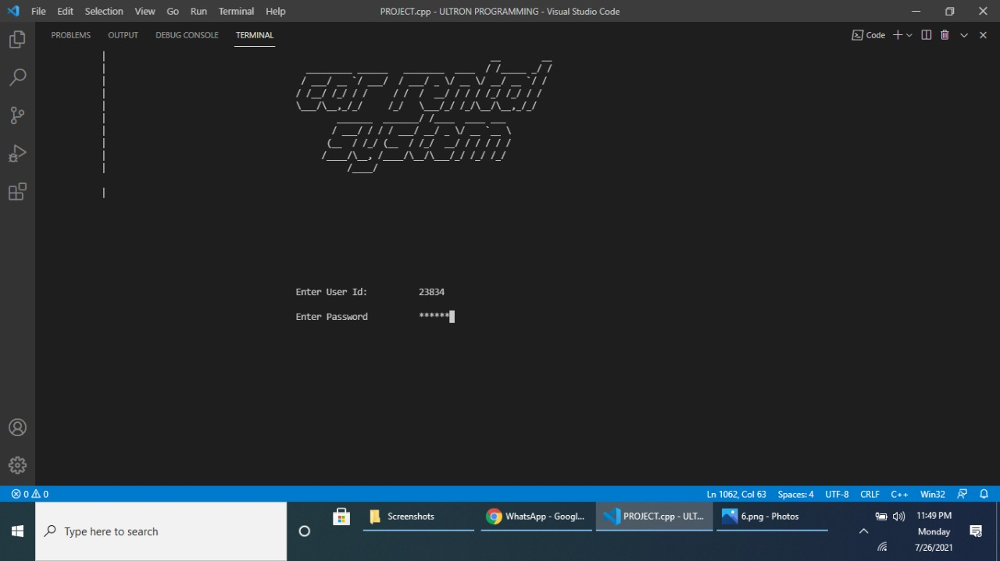 File Edit Selection View Go Run Terminal Help PROJECT.cpp - ULTRON PROGRAMMING - Visual Studio Code
PROBLEMS OUTPUT DEBUG CONSOLE TERMINAL Code
car rental
system
Enter User Id: 23834
Enter Password ******
0 0 Ln 1062, Col 63 Spaces: 4 UTF-8 CRLF C++ Win32
Type here to search Screenshots WhatsApp - Googl... PROJECT.cpp - ULT... 6.png - Photos
11:49 PM
Monday
7/26/2021